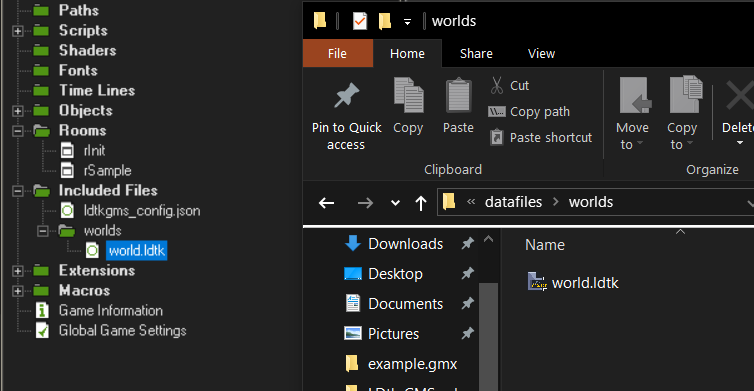 Paths
Scripts
Shaders
Fonts
Time Lines
Objects
Rooms
rInit
rSample
Included Files
ldtkgms_config.json
worlds
world.ldtk
Extensions
Macros
Game Information
Global Game Settings
worlds
File
Home
Share
View
Pin to Quick
access
Copy
Paste
Cut
Copy path
Paste shortcut
Clipboard
Move
to
Copy
to
Delete
Organize
« datafiles > worlds
Downloads
Desktop
Documents
Pictures
example.gmx
Name
world.ldtk